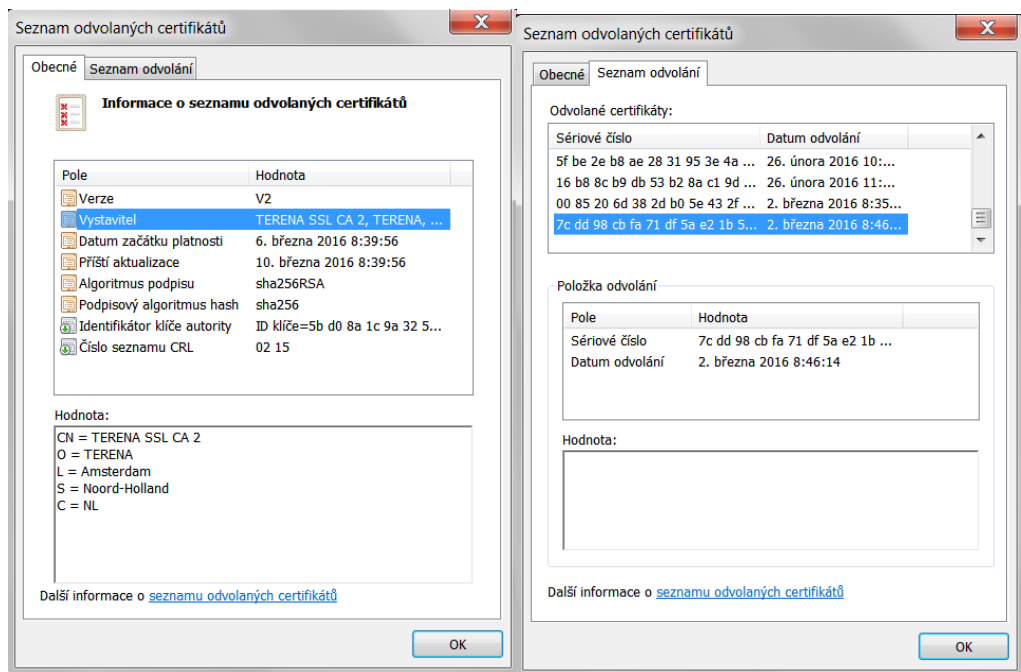 Seznam odvolaných certifikátů
Obecné Seznam odvolání
Informace o seznamu odvolaných certifikátů
Pole Hodnota
Verze V2
Vystavitel TERENA SSL CA 2, TERENA, ...
Datum začátku platnosti 6. března 2016 8:39:56
Příští aktualizace 10. března 2016 8:39:56
Algoritmus podpisu sha256RSA
Podpisový algoritmus hash sha256
Identifikátor klíče autority ID klíče=5b d0 8a 1c 9a 32 5...
Číslo seznamu CRL 02 15
Hodnota:
CN = TERENA SSL CA 2
O = TERENA
L = Amsterdam
S = Noord-Holland
C = NL
Další informace o seznamu odvolaných certifikátů
OK
Seznam odvolaných certifikátů
Obecné Seznam odvolání
Odvolané certifikáty:
Sériové číslo Datum odvolání
5f be 2e b8 ae 28 31 95 3e 4a ... 26. února 2016 10:...
16 b8 8c b9 db 53 b2 8a c1 9d ... 26. února 2016 11:...
00 85 20 6d 38 2d b0 5e 43 2f ... 2. března 2016 8:35...
7c dd 98 cb fa 71 df 5a e2 1b 5... 2. března 2016 8:46...
Položka odvolání
Pole Hodnota
Sériové číslo 7c dd 98 cb fa 71 df 5a e2 1b ...
Datum odvolání 2. března 2016 8:46:14
Hodnota:
Další informace o seznamu odvolaných certifikátů
OK